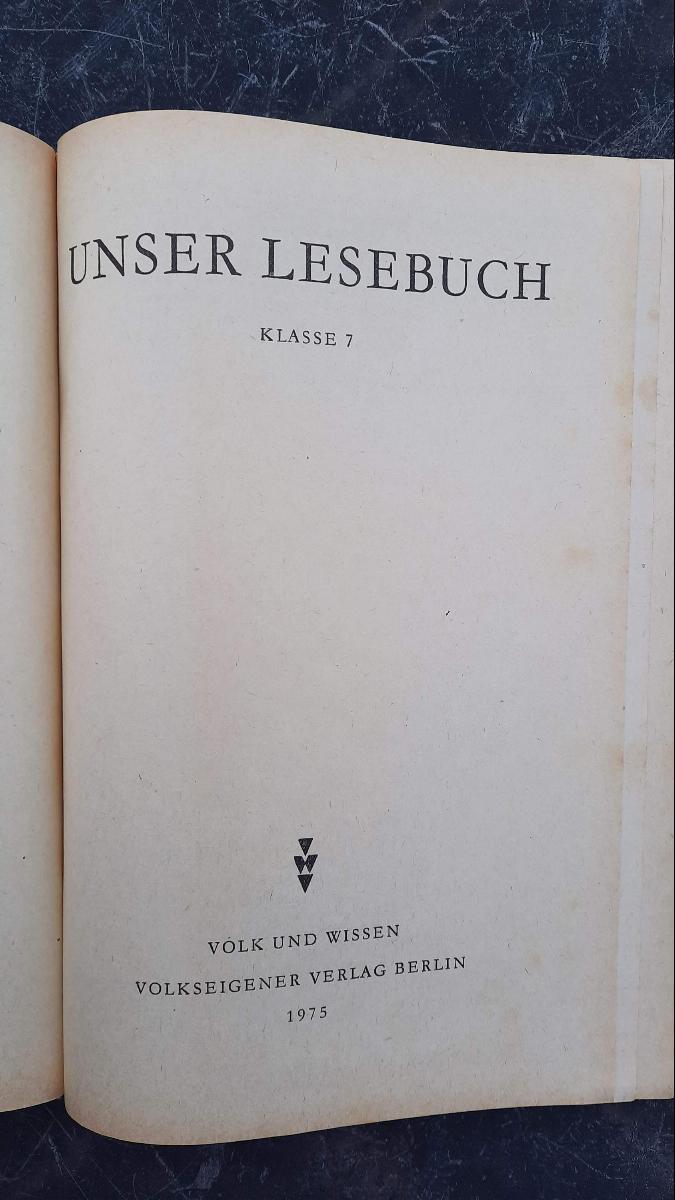 UNSER LESEBUCH
KLASSE 7
VOLK UND WISSEN
VOLKSEIGENER VERLAG BERLIN
1975